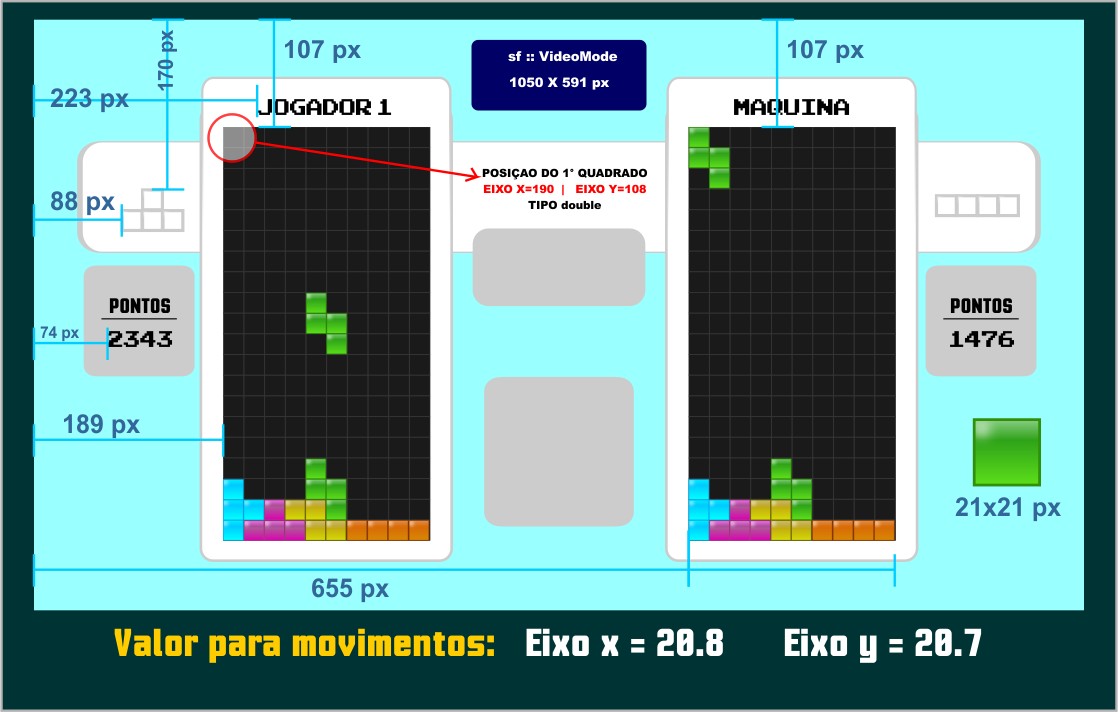 170 px
107 px
sf :: VideoMode
1050 X 591 px
107 px
223 px
JOGADOR 1
MAQUINA
POSIÇAO DO 1° QUADRADO
EIXO X=190 | EIXO Y=108
TIPO double
88 px
PONTOS
2343
PONTOS
1476
74 px
189 px
21x21 px
655 px
Valor para movimentos: Eixo x = 20.8 Eixo y = 20.7